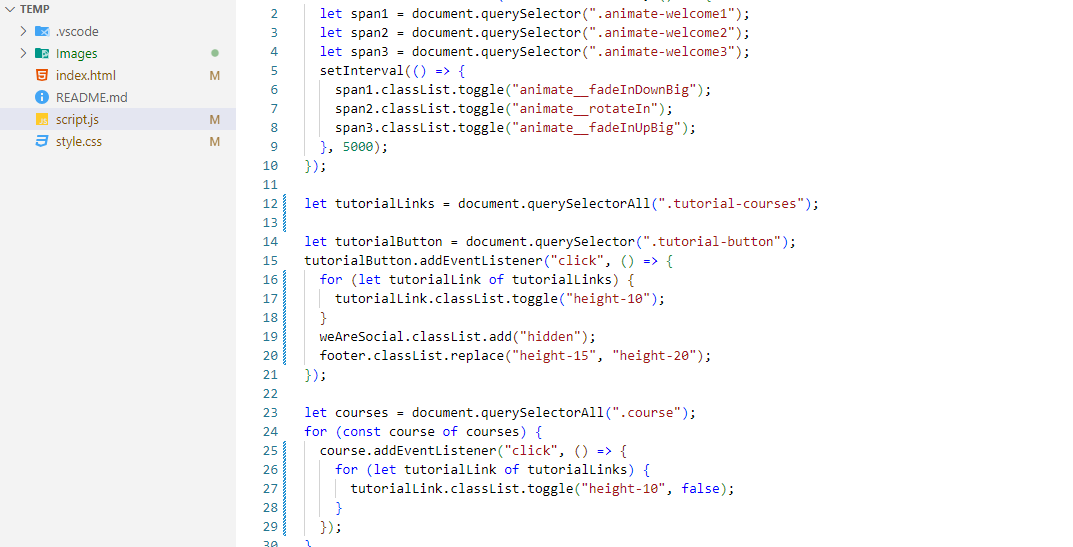 TEMP
.vscode
Images
index.html M
README.md
script.js M
style.css M
2 let span1 = document.querySelector(".animate-welcome1");
3 let span2 = document.querySelector(".animate-welcome2");
4 let span3 = document.querySelector(".animate-welcome3");
5 setInterval(() => {
6 span1.classList.toggle("animate__fadeInDownBig");
7 span2.classList.toggle("animate__rotateIn");
8 span3.classList.toggle("animate__fadeInUpBig");
9 }, 5000);
10 });
11
12 let tutorialLinks = document.querySelectorAll(".tutorial-courses");
13
14 let tutorialButton = document.querySelector(".tutorial-button");
15 tutorialButton.addEventListener("click", () => {
16 for (let tutorialLink of tutorialLinks) {
17 tutorialLink.classList.toggle("height-10");
18 }
19 weAreSocial.classList.add("hidden");
20 footer.classList.replace("height-15", "height-20");
21 });
22
23 let courses = document.querySelectorAll(".course");
24 for (const course of courses) {
25 course.addEventListener("click", () => {
26 for (let tutorialLink of tutorialLinks) {
27 tutorialLink.classList.toggle("height-10", false);
28 }
29 });
30 }